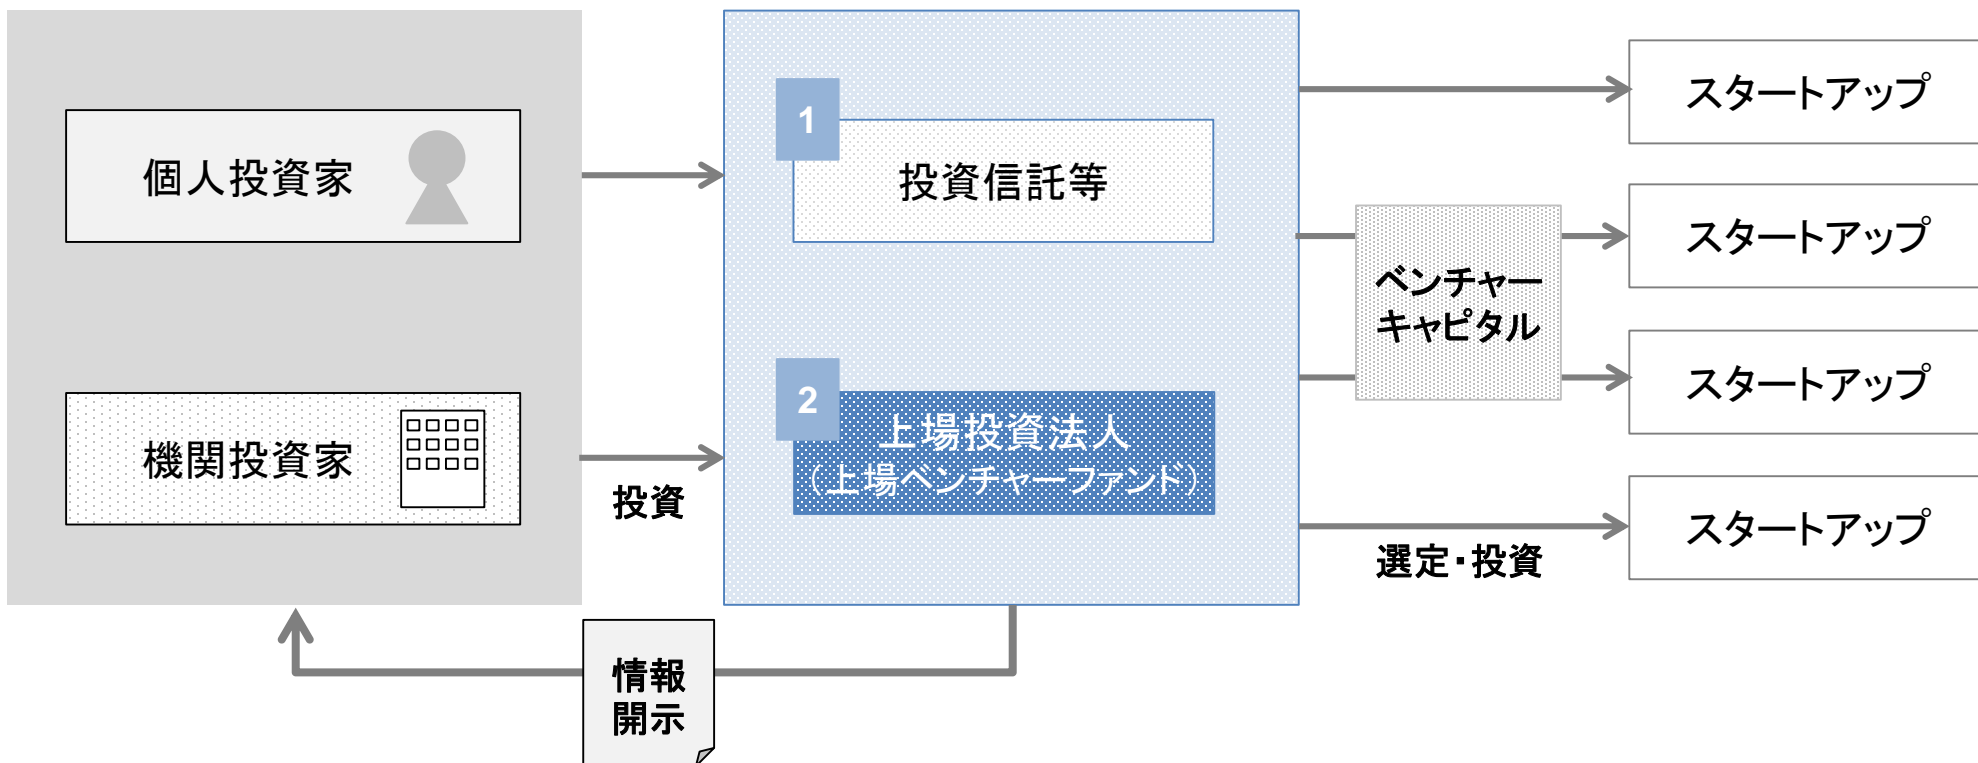 個人投資家
機関投資家
投資
1
投資信託等
2
上場投資法人
(上場ベンチャーファンド)
ベンチャー
キャピタル
選定・投資
スタートアップ
スタートアップ
スタートアップ
スタートアップ
情報
開示